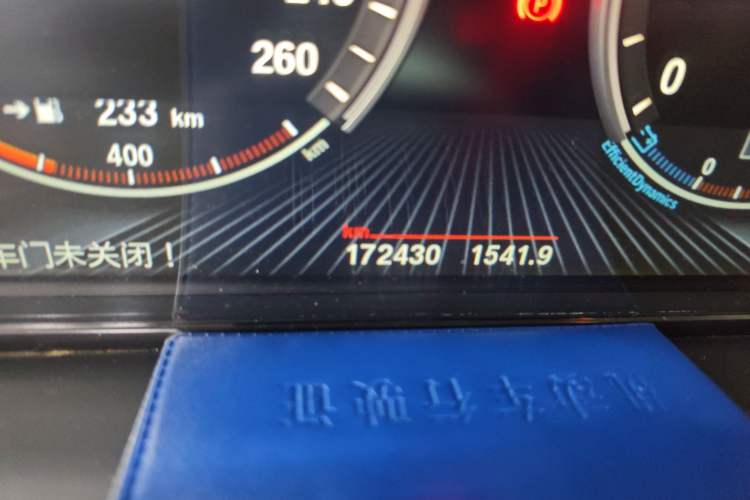 260
233 km
400
km
P
0
EfficientDynamics
0
车门未关闭！
km
172430 1541.9
机动车行驶证